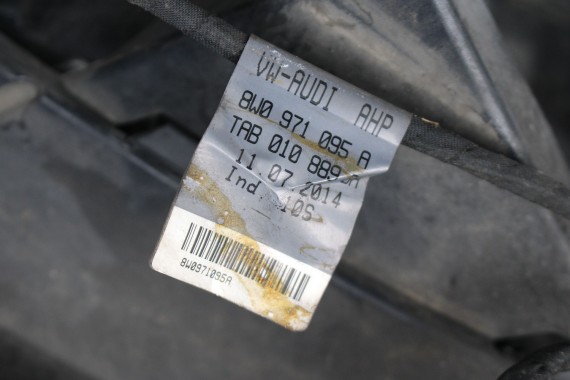 VW-AUDI AHP
8W0 971 095 A
TAB 010 889 A
11.07.2014
Ind. 10S
8W0971095A